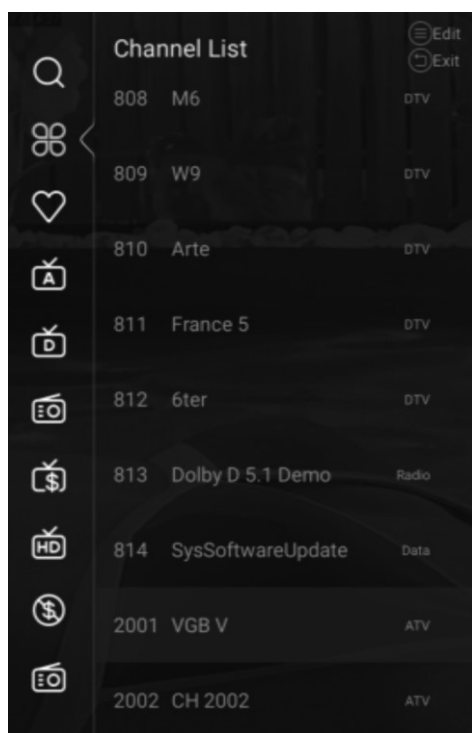 Channel List
Edit
Exit
808 M6 DTV
809 W9 DTV
810 Arte DTV
A
811 France 5 DTV
D
812 6ter DTV
813 Dolby D 5.1 Demo Radio
$
814 SysSoftwareUpdate Data
HD
2001 VGB V ATV
$
2002 CH 2002 ATV